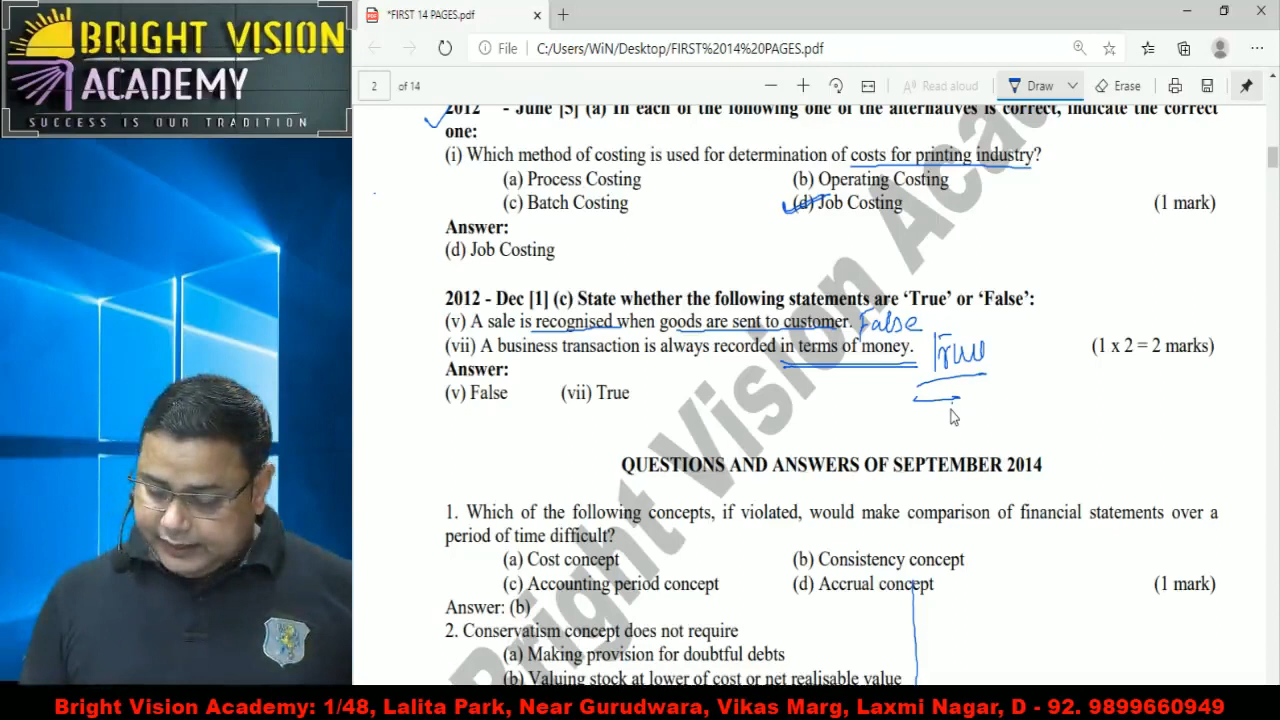 BRIGHT VISION
ACADEMY
SUCCESS IS OUR TRADITION
*FIRST 14 PAGES.pdf
File C:/Users/WiN/Desktop/FIRST%2014%20PAGES.pdf
2 of 14 Read aloud Draw Erase
2012 - June [5] (a) In each of the following one of the alternatives is correct, indicate the correct
one:
(i) Which method of costing is used for determination of costs for printing industry?
(a) Process Costing (b) Operating Costing
(c) Batch Costing (d) Job Costing (1 mark)
Answer:
(d) Job Costing
2012 - Dec [1] (c) State whether the following statements are ‘True’ or ‘False’:
(v) A sale is recognised when goods are sent to customer. False
(vii) A business transaction is always recorded in terms of money. True (1 x 2 = 2 marks)
Answer:
(v) False (vii) True
QUESTIONS AND ANSWERS OF SEPTEMBER 2014
1. Which of the following concepts, if violated, would make comparison of financial statements over a
period of time difficult?
(a) Cost concept (b) Consistency concept
(c) Accounting period concept (d) Accrual concept (1 mark)
Answer: (b)
2. Conservatism concept does not require
(a) Making provision for doubtful debts
(b) Valuing stock at lower of cost or net realisable value
Bright Vision Aca
Bright Vision Academy: 1/48, Lalita Park, Near Gurudwara, Vikas Marg, Laxmi Nagar, D - 92. 9899660949